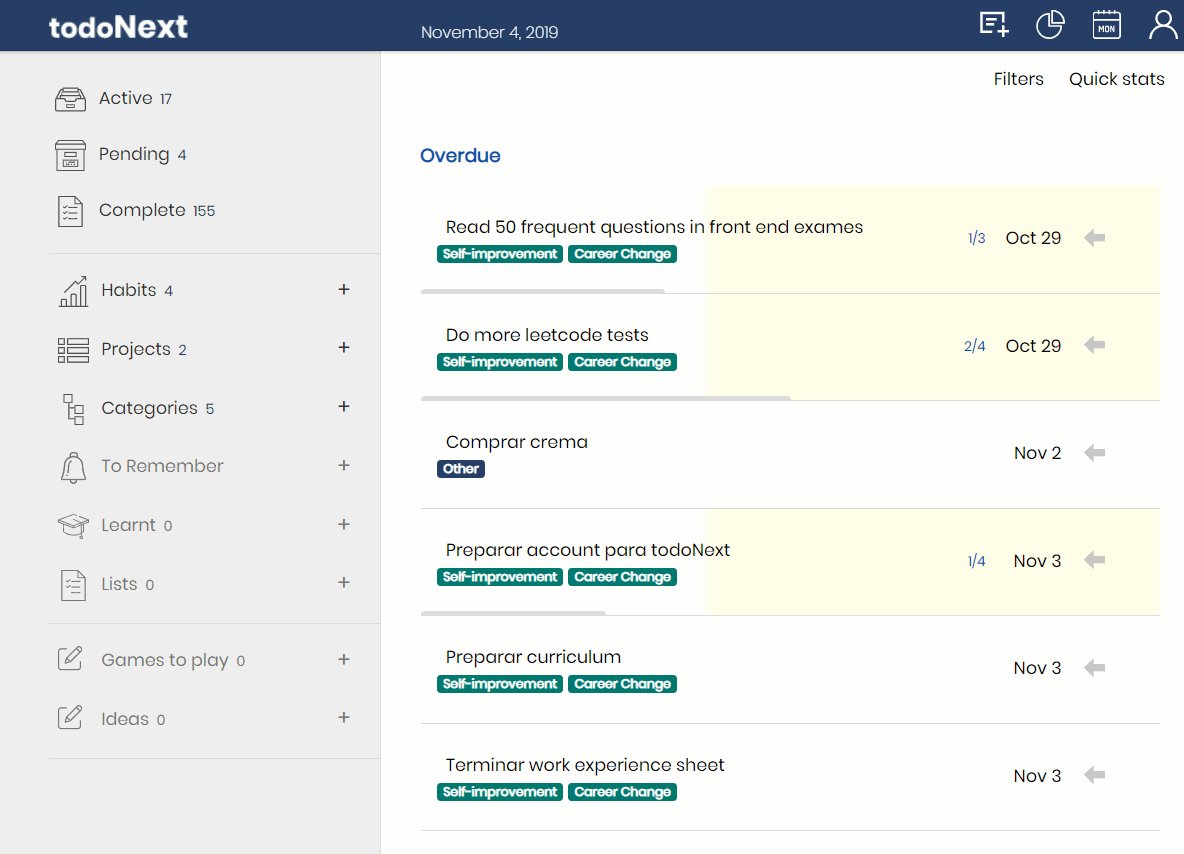 todoNext
November 4, 2019
MON
Filters Quick stats
Active 17
Pending 4
Complete 155
Habits 4 +
Projects 2 +
Categories 5 +
To Remember +
Learnt 0 +
Lists 0 +
Games to play 0 +
Ideas 0 +
Overdue
Read 50 frequent questions in front end exames 1/3 Oct 29
Self-improvement Career Change
Do more leetcode tests 2/4 Oct 29
Self-improvement Career Change
Comprar crema Nov 2
Other
Preparar account para todoNext 1/4 Nov 3
Self-improvement Career Change
Preparar curriculum Nov 3
Self-improvement Career Change
Terminar work experience sheet Nov 3
Self-improvement Career Change